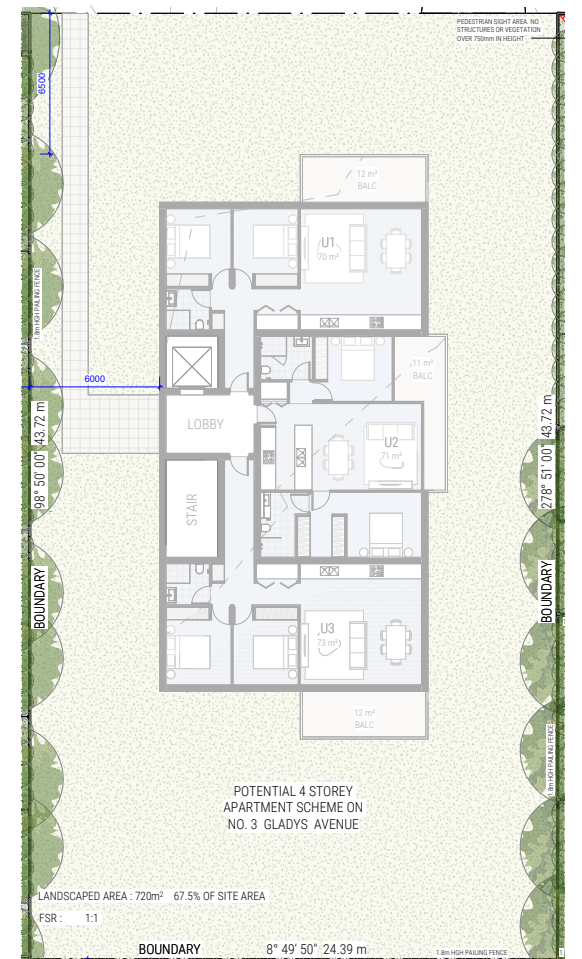 PEDESTRIAN SIGHT AREA. NO
STRUCTURES OR VEGETATION
OVER 750mm IN HEIGHT
6500
12 m²
BALC
U1
70 m²
1.8m HGH PAILING FENCE
11 m²
BALC
6000
LOBBY
98° 50' 00" 43.72 m
278° 51' 00" 43.72 m
U2
71 m²
STAIR
BOUNDARY
BOUNDARY
U3
73 m²
12 m²
BALC
1.8m HGH PAILING FENCE
POTENTIAL 4 STOREY
APARTMENT SCHEME ON
NO. 3 GLADYS AVENUE
LANDSCAPED AREA : 720m² 67.5% OF SITE AREA
FSR : 1:1
BOUNDARY 8° 49' 50" 24.39 m
1.8m HGH PAILING FENCE